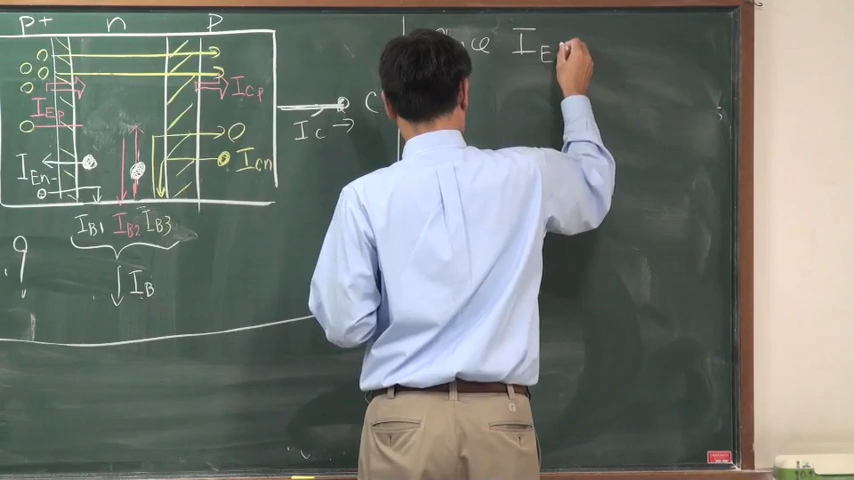 P+ n P
IEp
ICp
C
IC →
IEn
ICn
IB1 IB2 IB3
IB
IE